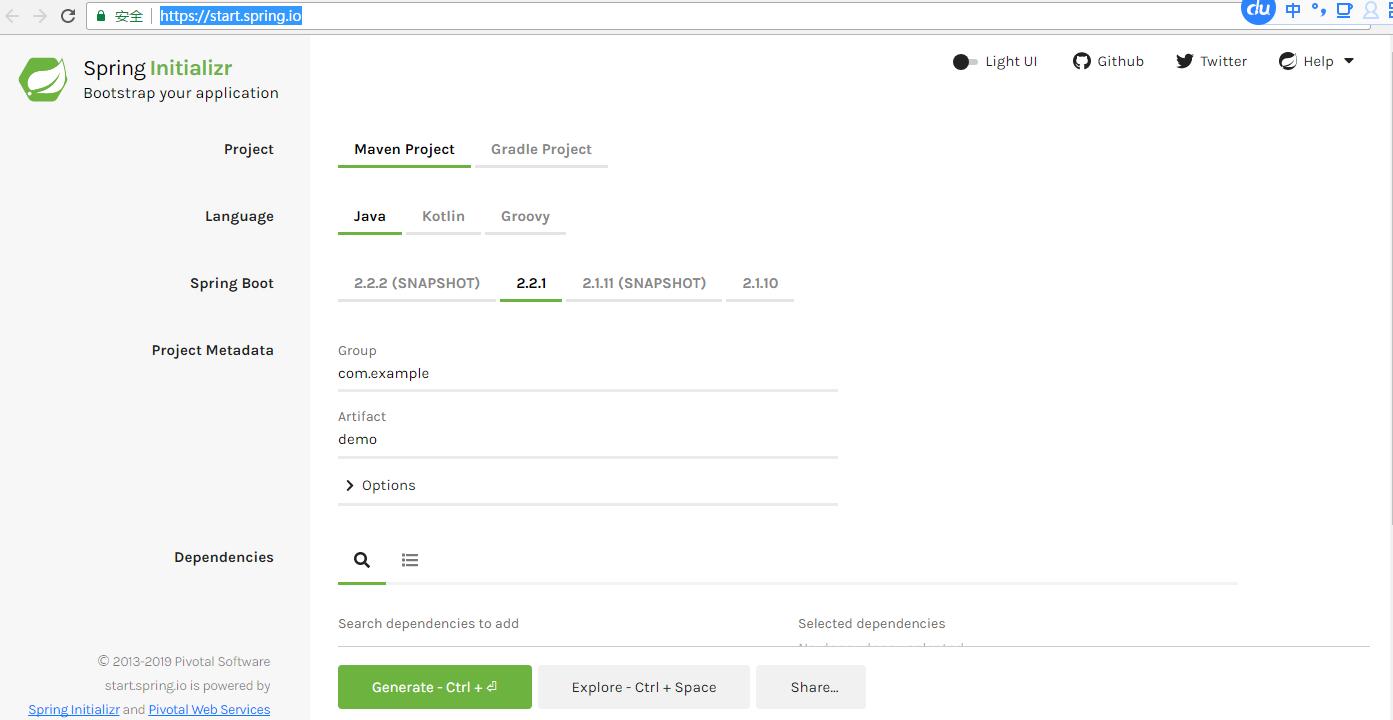 安全 https://start.spring.io
du 中
Spring Initializr
Bootstrap your application
Light UI Github Twitter Help
Project Maven Project Gradle Project
Language Java Kotlin Groovy
Spring Boot 2.2.2 (SNAPSHOT) 2.2.1 2.1.11 (SNAPSHOT) 2.1.10
Project Metadata Group
com.example
Artifact
demo
Options
Dependencies
Search dependencies to add Selected dependencies
© 2013-2019 Pivotal Software
start.spring.io is powered by
Spring Initializr and Pivotal Web Services
Generate - Ctrl + ⏎ Explore - Ctrl + Space Share...